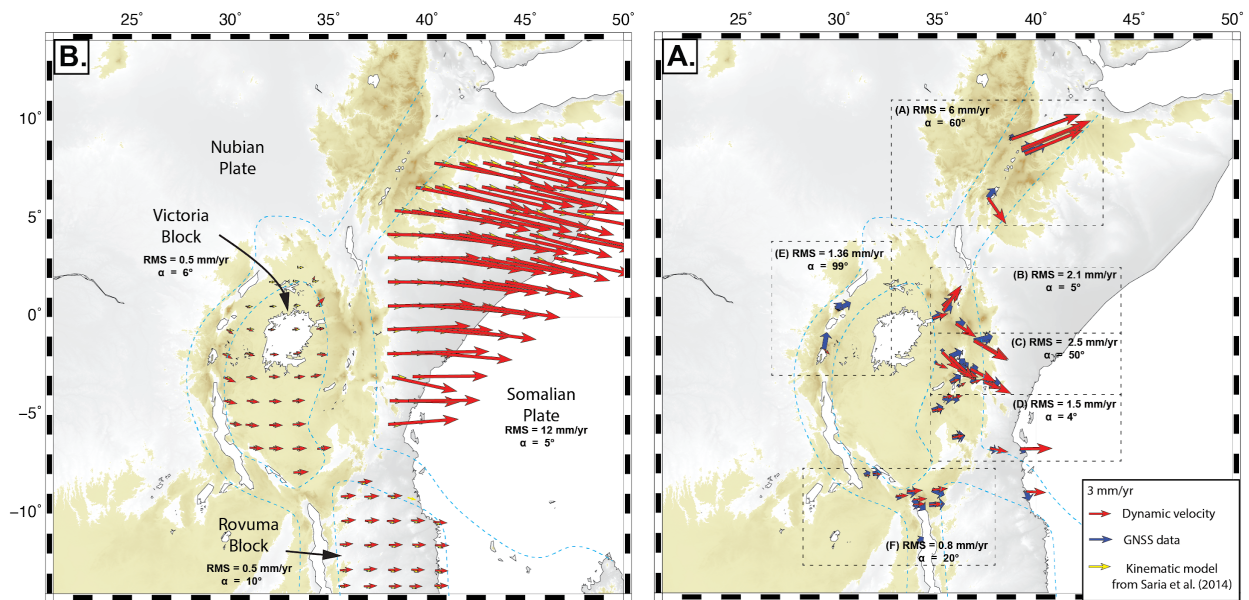 25° 30° 35° 40° 45° 50°
B.
10°
5°
0°
−5°
−10°
Nubian
Plate
Victoria
Block
RMS = 0.5 mm/yr
α = 6°
Somalian
Plate
RMS = 12 mm/yr
α = 5°
Rovuma
Block
RMS = 0.5 mm/yr
α = 10°
25° 30° 35° 40° 45° 50°
A.
(A) RMS = 6 mm/yr
α = 60°
(E) RMS = 1.36 mm/yr
α = 99°
(B) RMS = 2.1 mm/yr
α = 5°
(C) RMS = 2.5 mm/yr
α = 50°
(D) RMS = 1.5 mm/yr
α = 4°
(F) RMS = 0.8 mm/yr
α = 20°
3 mm/yr
Dynamic velocity
GNSS data
Kinematic model
from Saria et al. (2014)